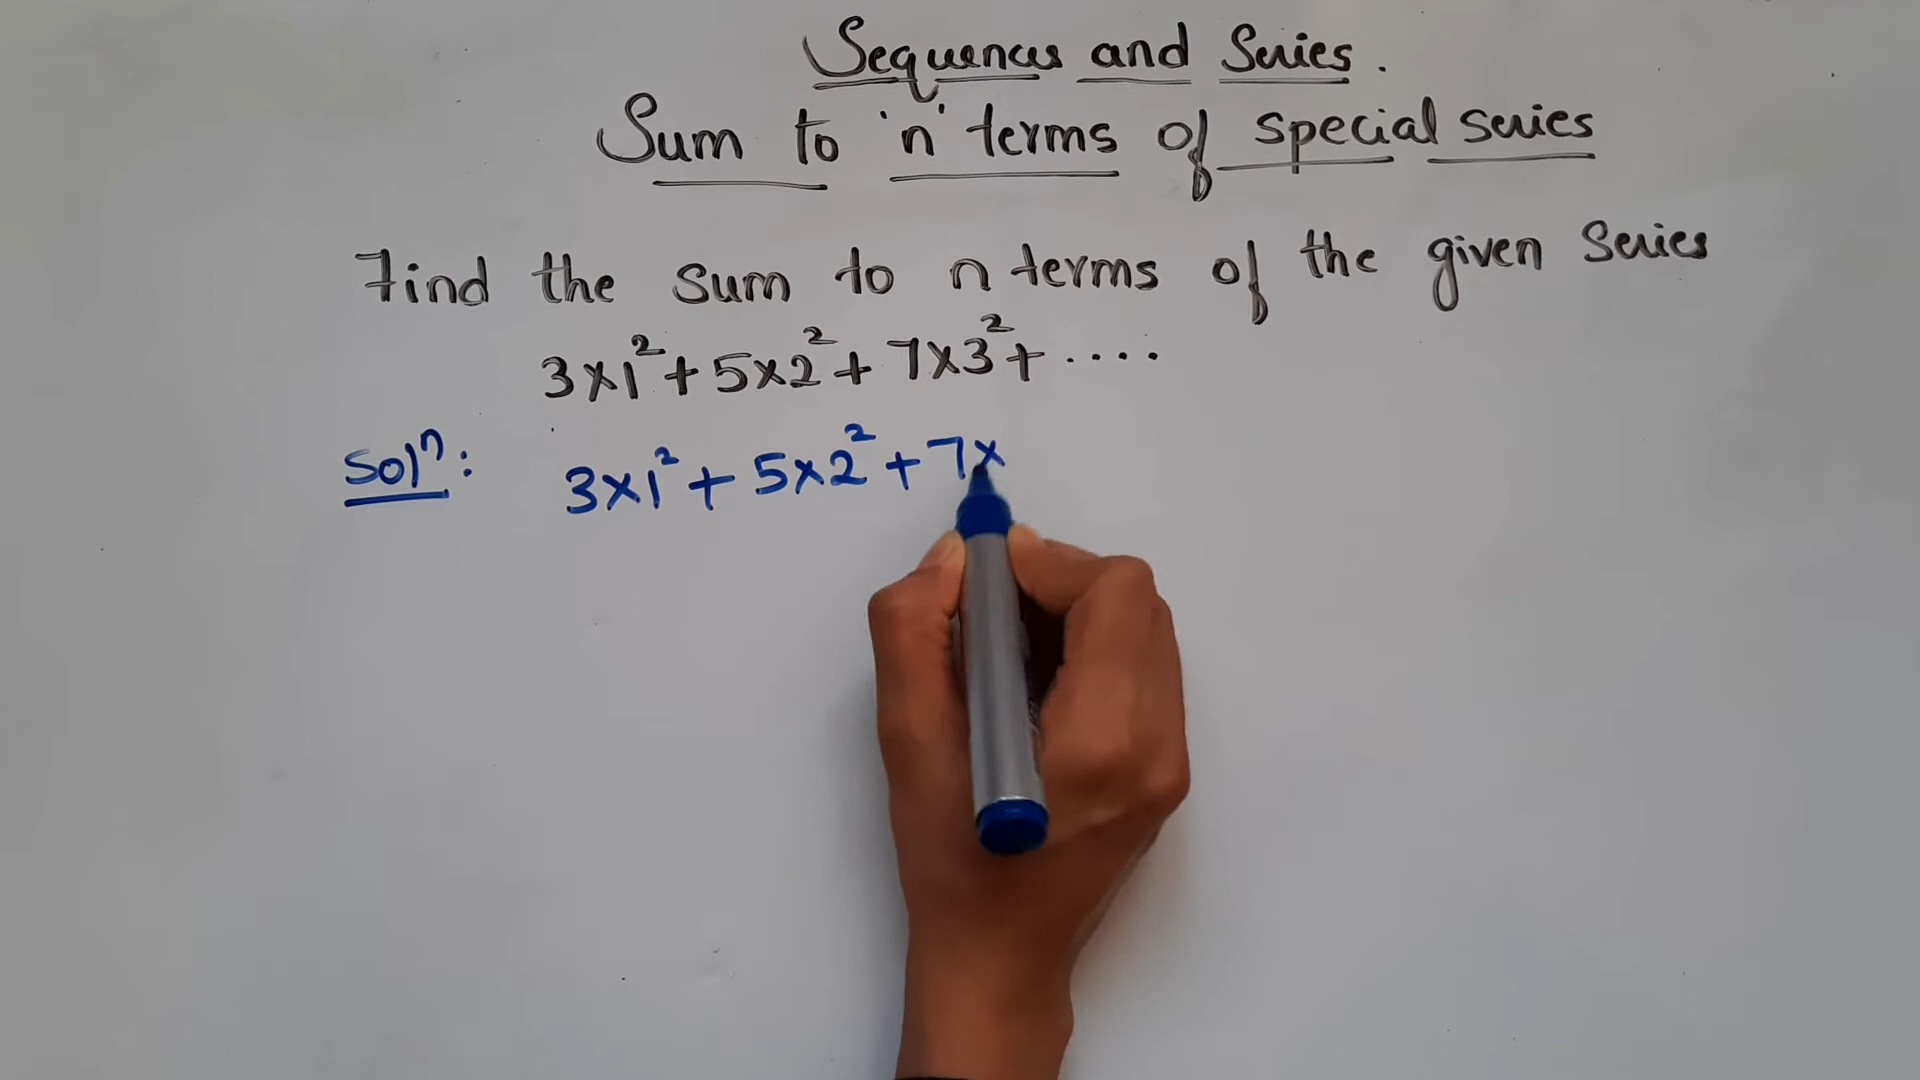 Sequences and Series.
Sum to 'n' terms of special series
Find the sum to n terms of the given Series
3×1²+5×2²+7×3²+....
Solⁿ: 3×1²+5×2²+7×